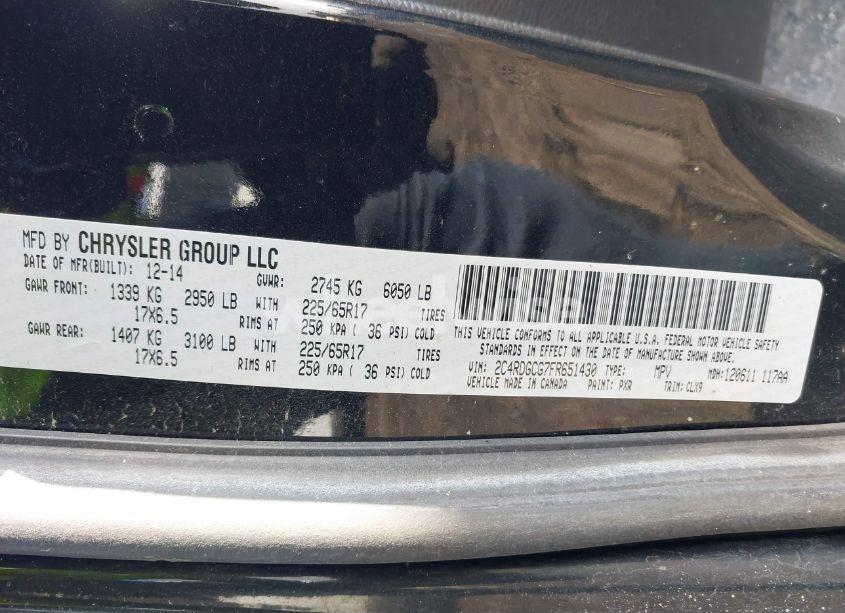 MFD BY CHRYSLER GROUP LLC
DATE OF MFR(BUILT): 12-14 GVWR: 2745 KG 6050 LB
GAWR FRONT: 1339 KG 2950 LB WITH 225/65R17 TIRES
17X6.5 RIMS AT 250 KPA ( 36 PSI) COLD
GAWR REAR: 1407 KG 3100 LB WITH 225/65R17 TIRES
17X6.5 RIMS AT 250 KPA ( 36 PSI) COLD
THIS VEHICLE CONFORMS TO ALL APPLICABLE U.S.A. FEDERAL MOTOR VEHICLE SAFETY
STANDARDS IN EFFECT ON THE DATE OF MANUFACTURE SHOWN ABOVE.
VIN: 2C4RDGCG7FR651430 TYPE: MPV MDH: 120611 117AA
VEHICLE MADE IN CANADA PAINT: PXR TRIM: CLX9